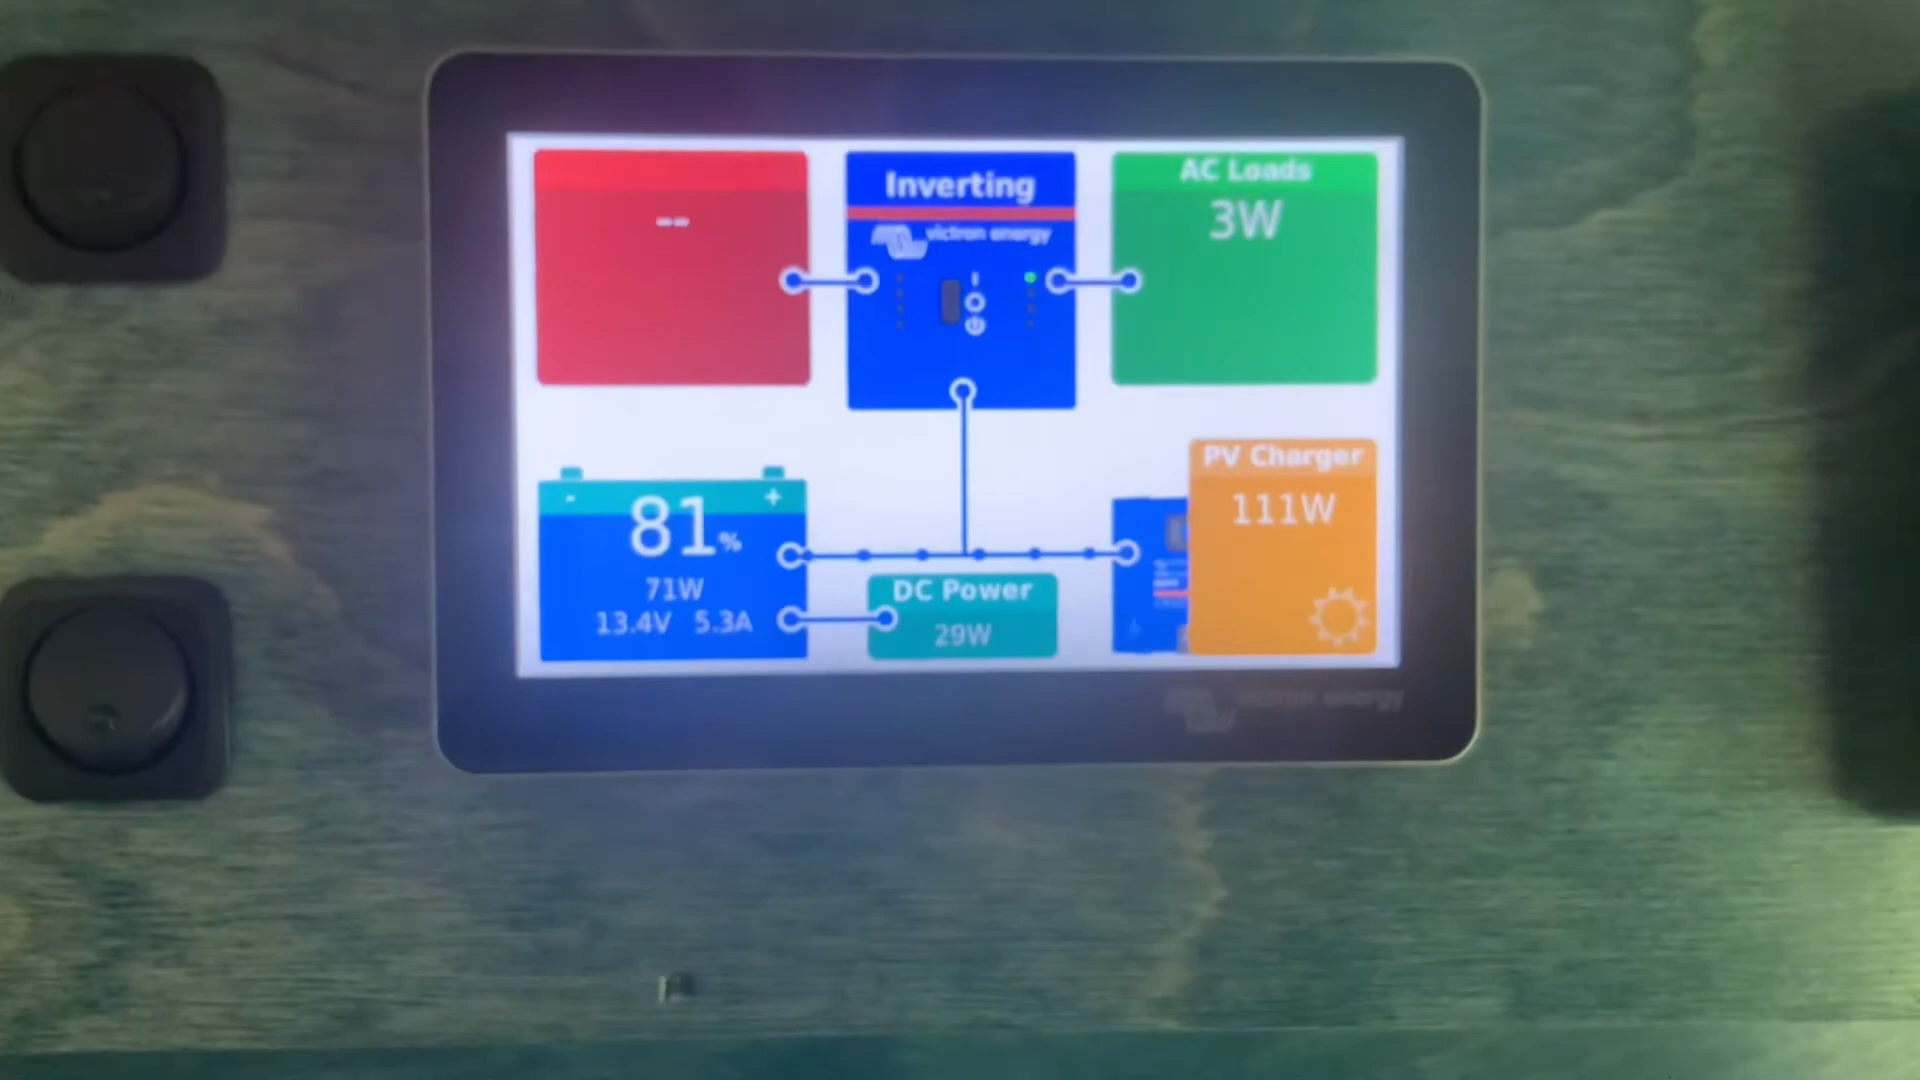 --
Inverting
victron energy
AC Loads
3W
- +
81%
71W
13.4V 5.3A
DC Power
29W
PV Charger
111W
victron energy